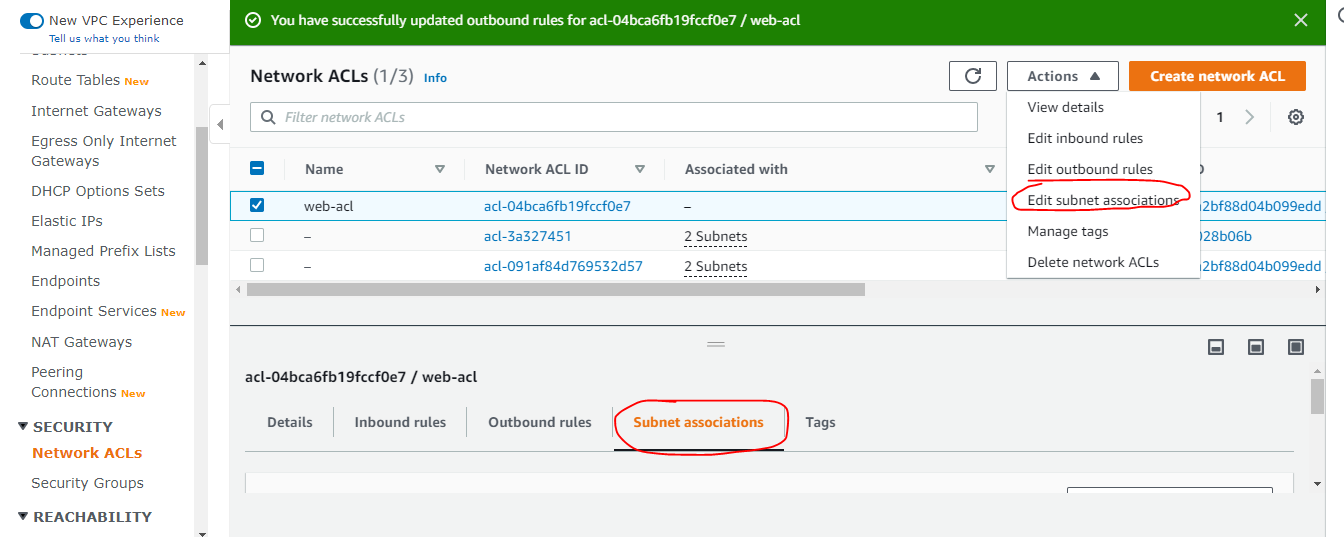 New VPC Experience
Tell us what you think
Route Tables New
Internet Gateways
Egress Only Internet
Gateways
DHCP Options Sets
Elastic IPs
Managed Prefix Lists
Endpoints
Endpoint Services New
NAT Gateways
Peering
Connections New
SECURITY
Network ACLs
Security Groups
REACHABILITY
You have successfully updated outbound rules for acl-04bca6fb19fccf0e7 / web-acl
Network ACLs (1/3) Info
Actions
Create network ACL
Filter network ACLs
1
View details
Edit inbound rules
Edit outbound rules
Edit subnet associations
Manage tags
Delete network ACLs
Name Network ACL ID Associated with
web-acl acl-04bca6fb19fccf0e7 – a2bf88d04b099edd
– acl-3a327451 2 Subnets 028b06b
– acl-091af84d769532d57 2 Subnets a2bf88d04b099edd
acl-04bca6fb19fccf0e7 / web-acl
Details Inbound rules Outbound rules Subnet associations Tags